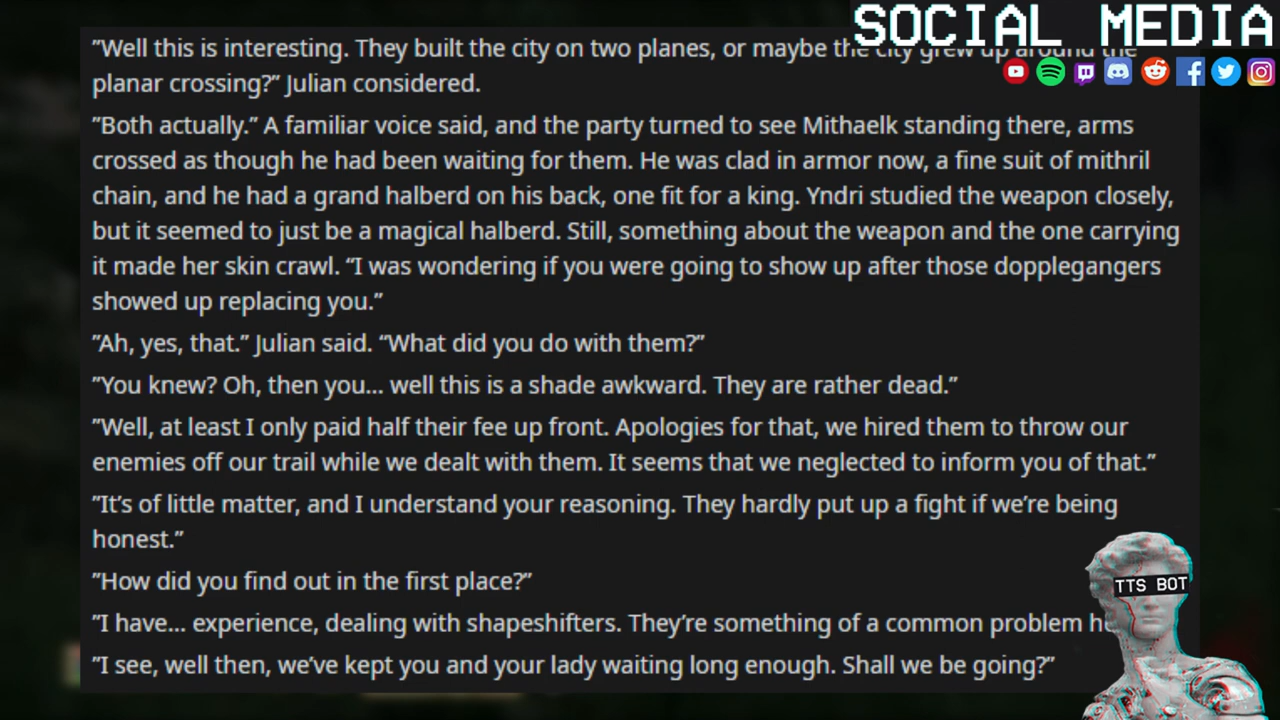 SOCIAL MEDIA
”Well this is interesting. They built the city on two planes, or maybe the city grew up around the
planar crossing?” Julian considered.
”Both actually.” A familiar voice said, and the party turned to see Mithaelk standing there, arms
crossed as though he had been waiting for them. He was clad in armor now, a fine suit of mithril
chain, and he had a grand halberd on his back, one fit for a king. Yndri studied the weapon closely,
but it seemed to just be a magical halberd. Still, something about the weapon and the one carrying
it made her skin crawl. “I was wondering if you were going to show up after those dopplegangers
showed up replacing you.”
”Ah, yes, that.” Julian said. “What did you do with them?”
”You knew? Oh, then you... well this is a shade awkward. They are rather dead.”
”Well, at least I only paid half their fee up front. Apologies for that, we hired them to throw our
enemies off our trail while we dealt with them. It seems that we neglected to inform you of that.”
”It’s of little matter, and I understand your reasoning. They hardly put up a fight if we’re being
honest.”
”How did you find out in the first place?”
”I have... experience, dealing with shapeshifters. They’re something of a common problem
”I see, well then, we’ve kept you and your lady waiting long enough. Shall we be going?”
TTS BOT